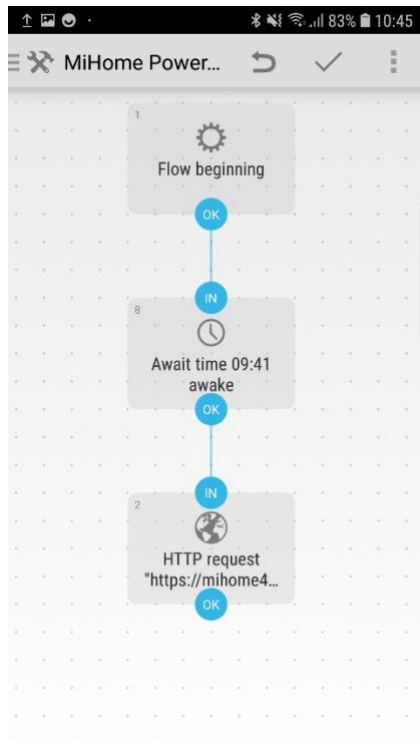 83% 10:45
MiHome Power...
1
Flow beginning
OK
IN
8
Await time 09:41
awake
OK
IN
2
HTTP request
"https://mihome4...
OK